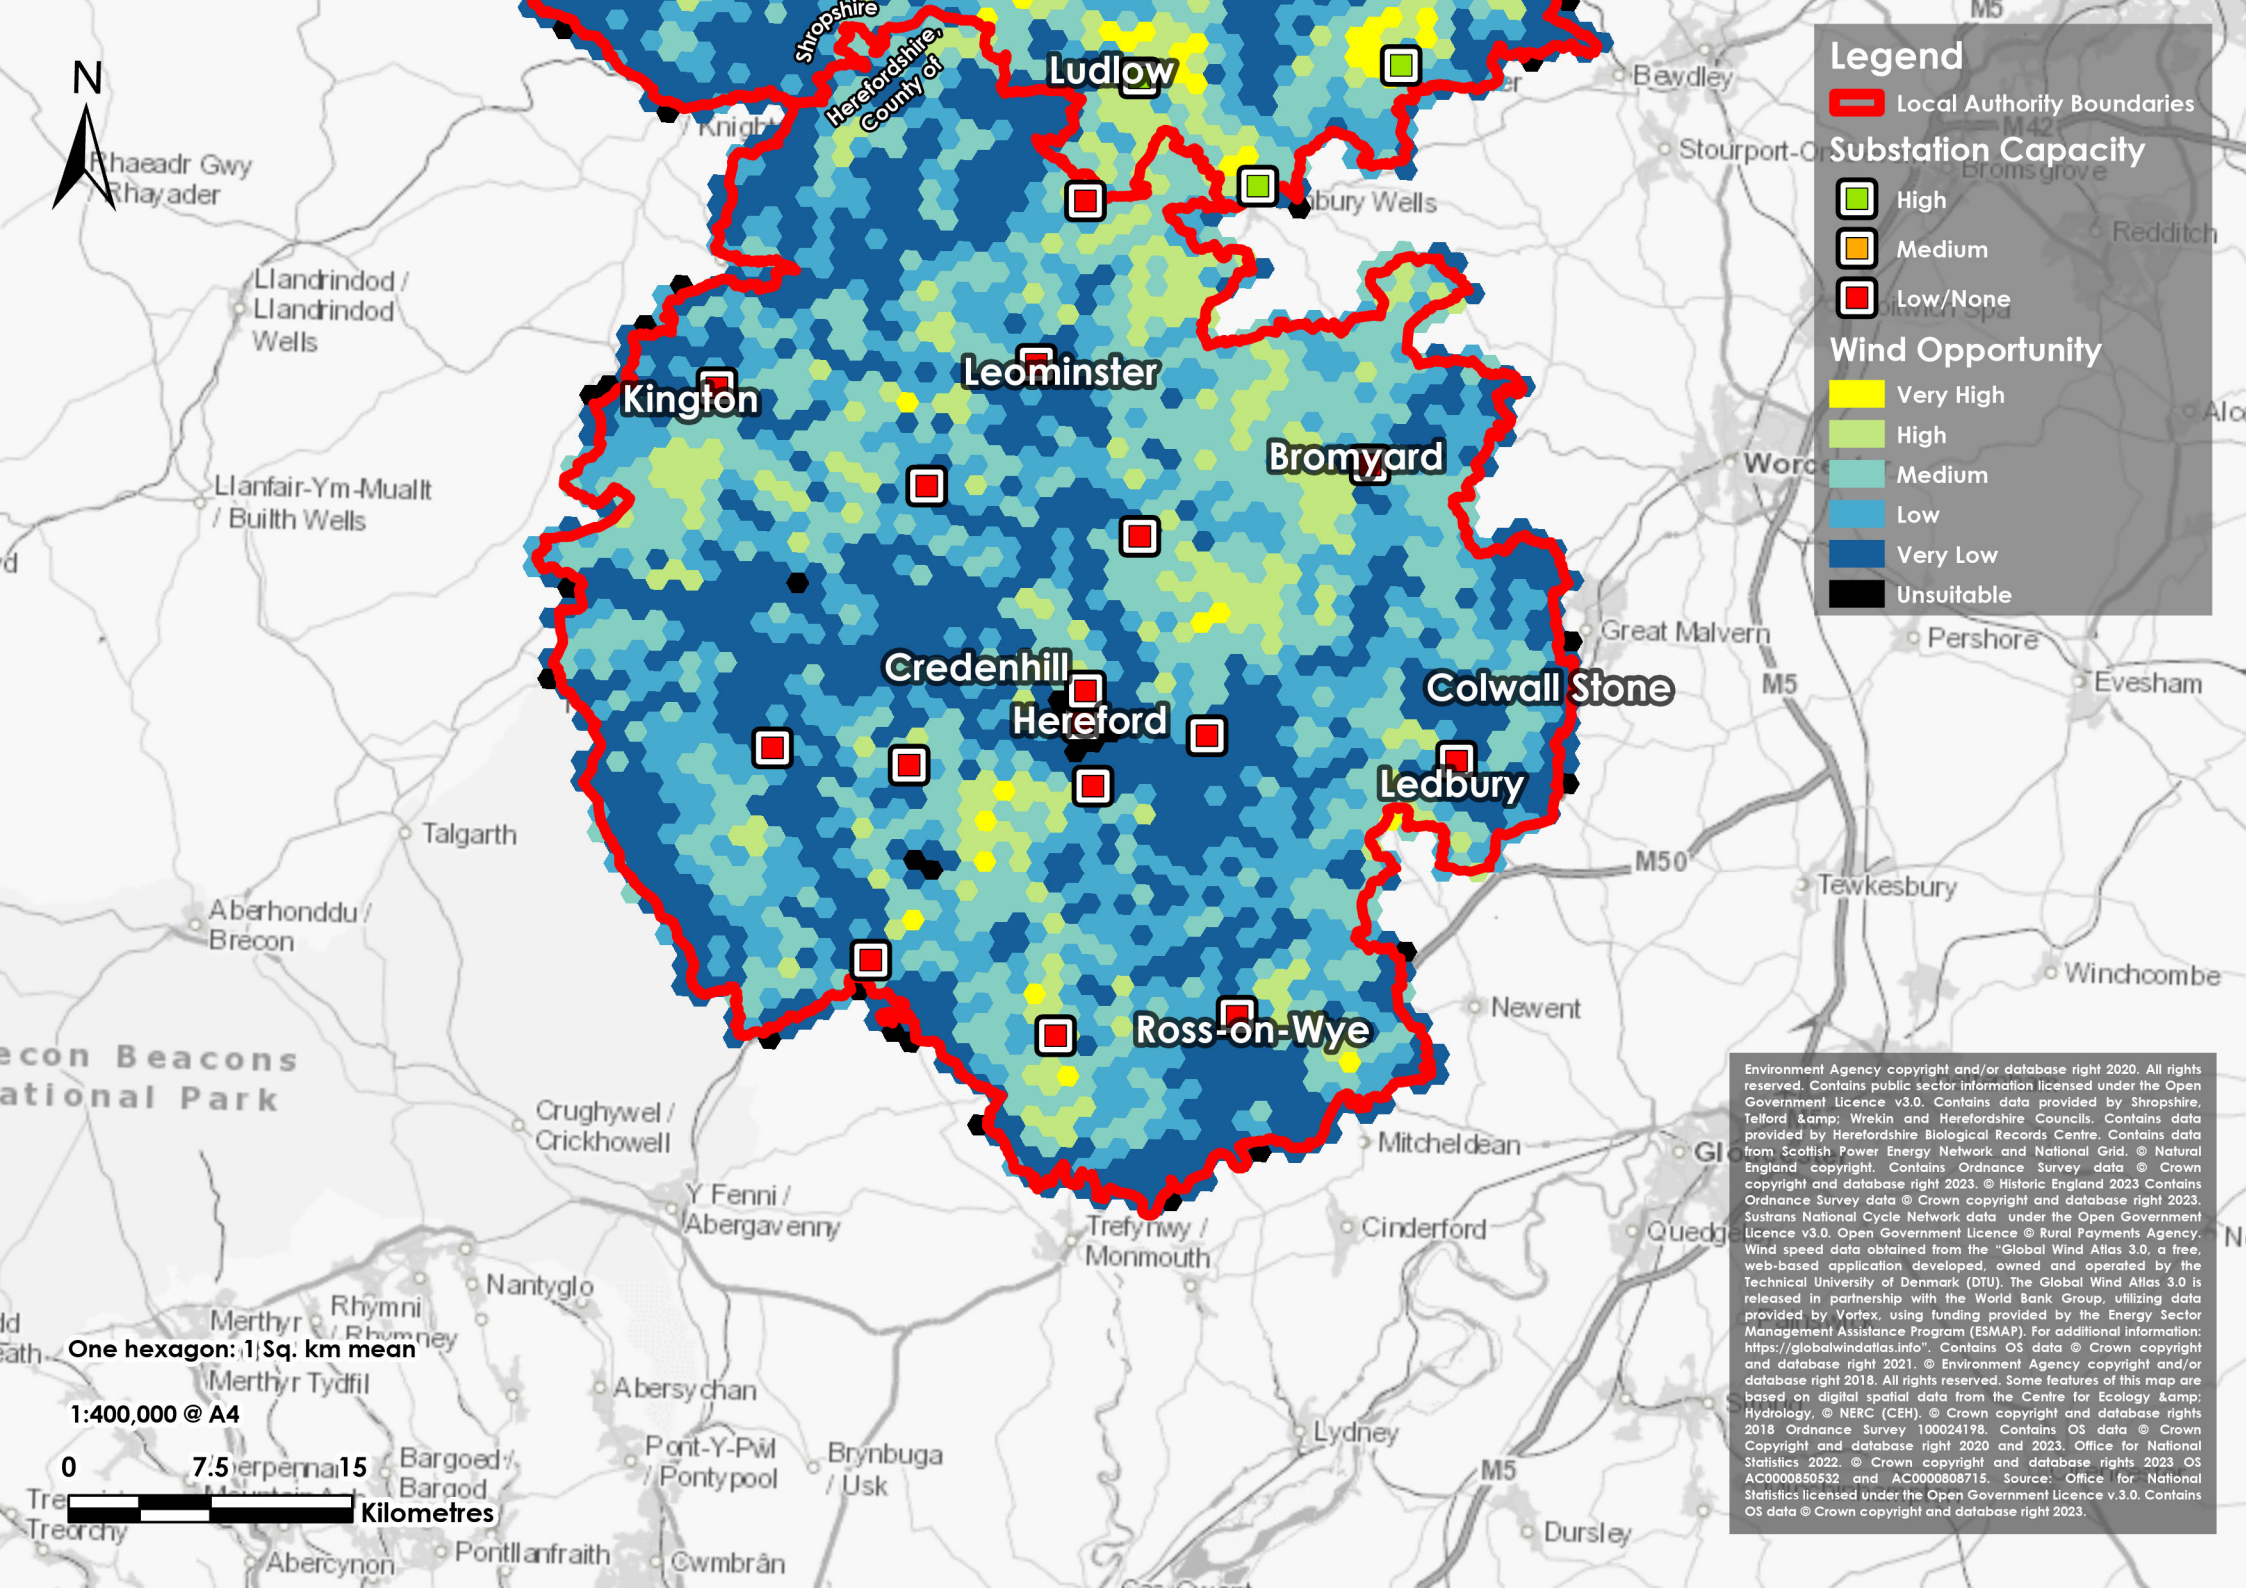 Shropshire
Herefordshire,
County of
N
Ludlow
Leominster
Kington
Bromyard
Credenhill
Hereford
Colwall Stone
Ledbury
Ross-on-Wye
Legend
Local Authority Boundaries
Substation Capacity
High
Medium
Low/None
Wind Opportunity
Very High
High
Medium
Low
Very Low
Unsuitable
M5
Bewdley
M42
Bromsgrove
Redditch
bury Wells
Rhaeadr Gwy
/ Rhayader
Llandrindod /
Llandrindod
Wells
Llanfair-Ym-Muallt
/ Builth Wells
Great Malvern
Pershore
M5
Evesham
Talgarth
M50
Tewkesbury
Aberhonddu /
Brecon
Winchcombe
Newent
econ Beacons
ational Park
Crughywel /
Crickhowell
Mitcheldean
Y Fenni /
Abergavenny
Trefynwy /
Monmouth
Cinderford
Nantyglo
Rhymni
/ Rhymney
Merthyr
Merthyr Tydfil
One hexagon: 1 Sq. km mean
1:400,000 @ A4
0 7.5 15
Kilometres
Abersychan
Pont-Y-Pŵl
/ Pontypool
Brynbuga
/ Usk
Lydney
M5
Bargoed /
Bargod
Treorchy
Abercynon
Pontllanfraith
Cwmbrân
Dursley
Environment Agency copyright and/or database right 2020. All rights
reserved. Contains public sector information licensed under the Open
Government Licence v3.0. Contains data provided by Shropshire,
Telford &amp; Wrekin and Herefordshire Councils. Contains data
provided by Herefordshire Biological Records Centre. Contains data
from Scottish Power Energy Network and National Grid. © Natural
England copyright. Contains Ordnance Survey data © Crown
copyright and database right 2023. © Historic England 2023 Contains
Ordnance Survey data © Crown copyright and database right 2023.
Sustrans National Cycle Network data under the Open Government
Licence v3.0. Open Government Licence © Rural Payments Agency.
Wind speed data obtained from the "Global Wind Atlas 3.0, a free,
web-based application developed, owned and operated by the
Technical University of Denmark (DTU). The Global Wind Atlas 3.0 is
released in partnership with the World Bank Group, utilizing data
provided by Vortex, using funding provided by the Energy Sector
Management Assistance Program (ESMAP). For additional information:
https://globalwindatlas.info". Contains OS data © Crown copyright
and database right 2021. © Environment Agency copyright and/or
database right 2018. All rights reserved. Some features of this map are
based on digital spatial data from the Centre for Ecology &amp;
Hydrology, © NERC (CEH). © Crown copyright and database rights
2018 Ordnance Survey 100024198. Contains OS data © Crown
Copyright and database right 2020 and 2023. Office for National
Statistics 2022. © Crown copyright and database rights 2023 OS
AC0000850532 and AC0000808715. Source: Office for National
Statistics licensed under the Open Government Licence v.3.0. Contains
OS data © Crown copyright and database right 2023.